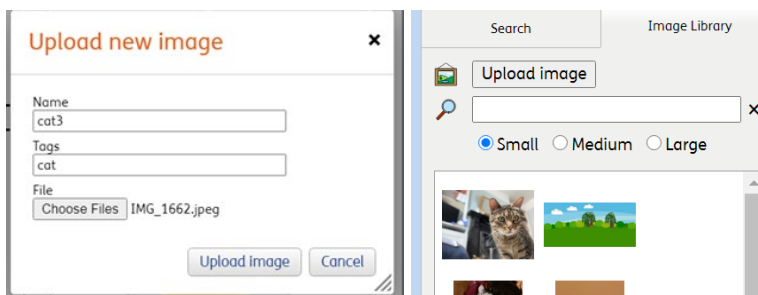 Upload new image
Name
cat3
Tags
cat
File
Choose Files IMG_1662.jpeg
Upload image Cancel
Search Image Library
Upload image
Small Medium Large